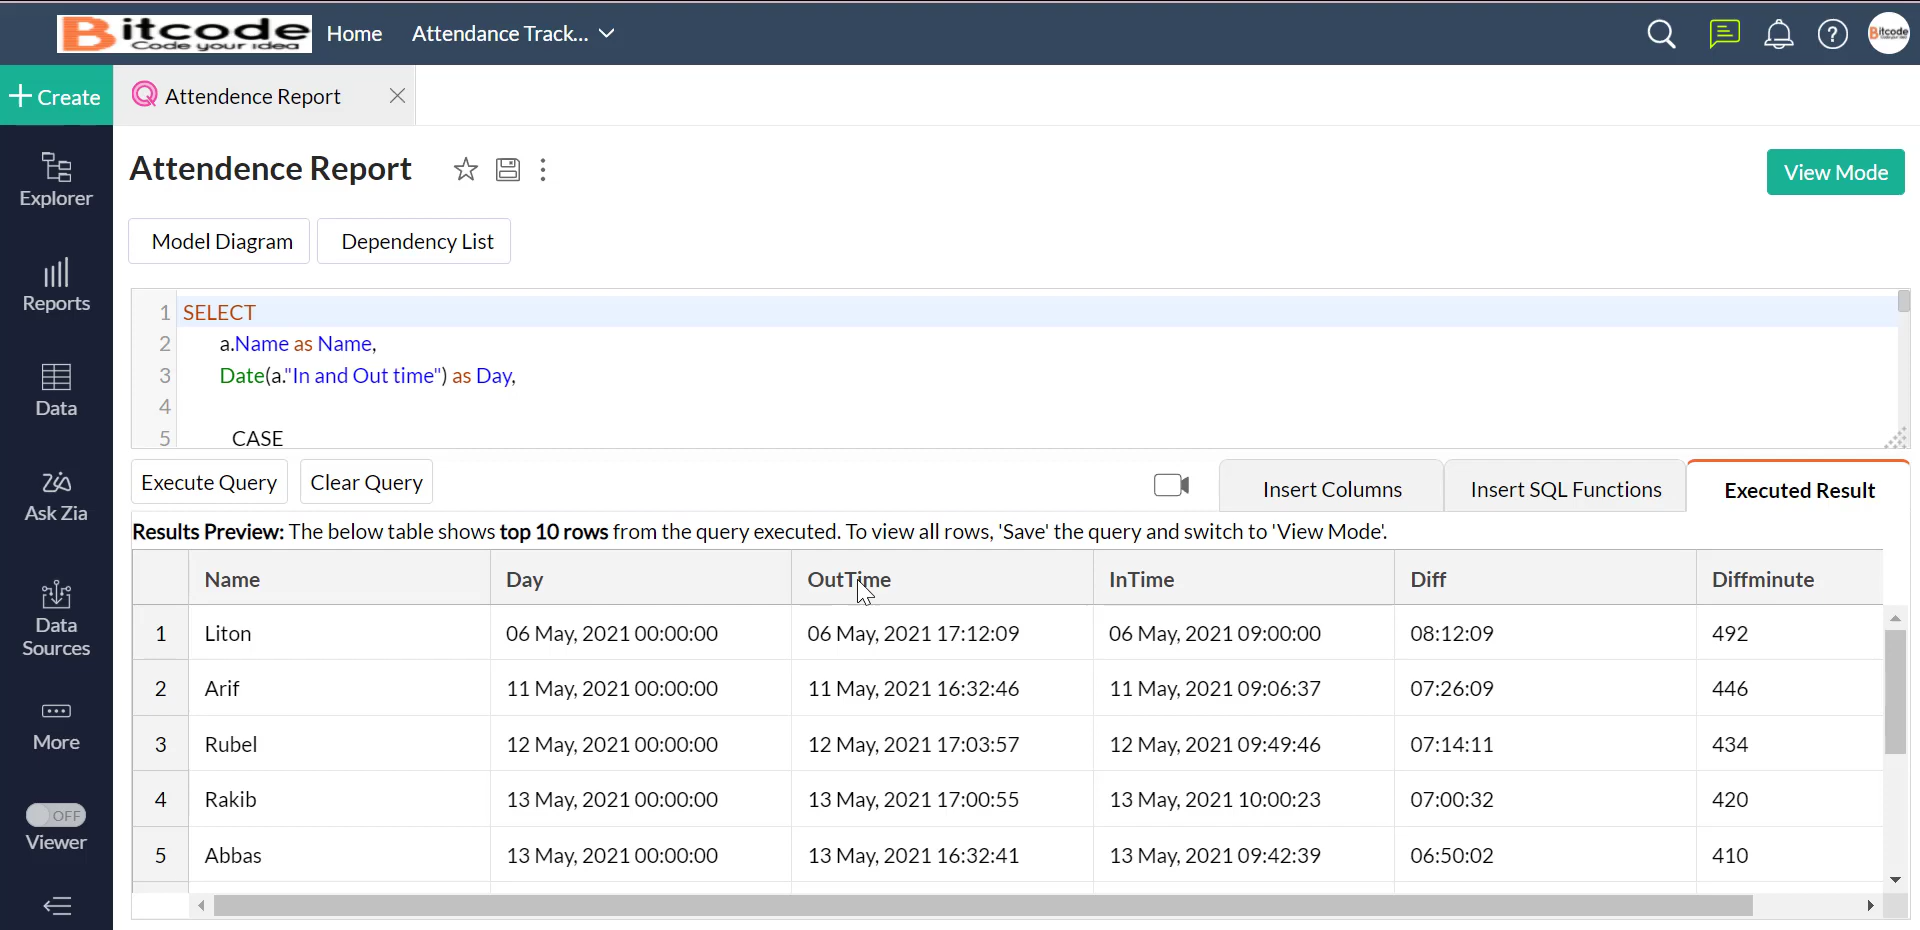 Bitcode
Code your idea
Home
Attendance Track...
?
Bitcode
+ Create
Attendence Report
Explorer
Reports
Data
Ask Zia
Data
Sources
More
OFF
Viewer
Attendence Report
View Mode
Model Diagram
Dependency List
1 SELECT
2 a.Name as Name,
3 Date(a."In and Out time") as Day,
4
5 CASE
Execute Query
Clear Query
Insert Columns
Insert SQL Functions
Executed Result
Results Preview: The below table shows top 10 rows from the query executed. To view all rows, 'Save' the query and switch to 'View Mode'.
Name Day OutTime InTime Diff Diffminute
1 Liton 06 May, 2021 00:00:00 06 May, 2021 17:12:09 06 May, 2021 09:00:00 08:12:09 492
2 Arif 11 May, 2021 00:00:00 11 May, 2021 16:32:46 11 May, 2021 09:06:37 07:26:09 446
3 Rubel 12 May, 2021 00:00:00 12 May, 2021 17:03:57 12 May, 2021 09:49:46 07:14:11 434
4 Rakib 13 May, 2021 00:00:00 13 May, 2021 17:00:55 13 May, 2021 10:00:23 07:00:32 420
5 Abbas 13 May, 2021 00:00:00 13 May, 2021 16:32:41 13 May, 2021 09:42:39 06:50:02 410